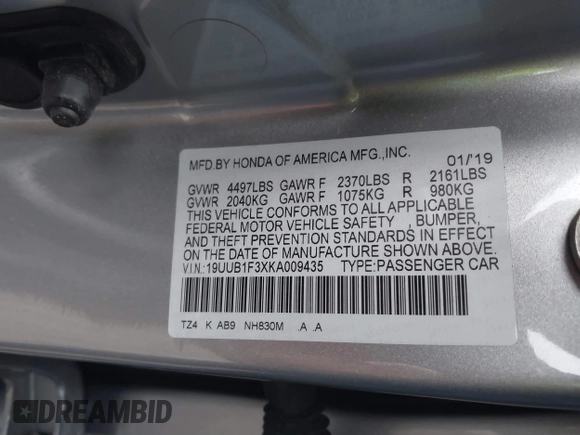 MFD.BY HONDA OF AMERICA MFG.,INC. 01/'19
GVWR 4497LBS GAWR F 2370LBS R 2161LBS
GVWR 2040KG GAWR F 1075KG R 980KG
THIS VEHICLE CONFORMS TO ALL APPLICABLE
FEDERAL MOTOR VEHICLE SAFETY , BUMPER,
AND THEFT PREVENTION STANDARDS IN EFFECT
ON THE DATE OF MANUFACTURE SHOWN ABOVE.
V.I.N.: 19UUB1F3XKA009435 TYPE:PASSENGER CAR
TZ4 K AB9 NH830M .A .A
DREAMBID